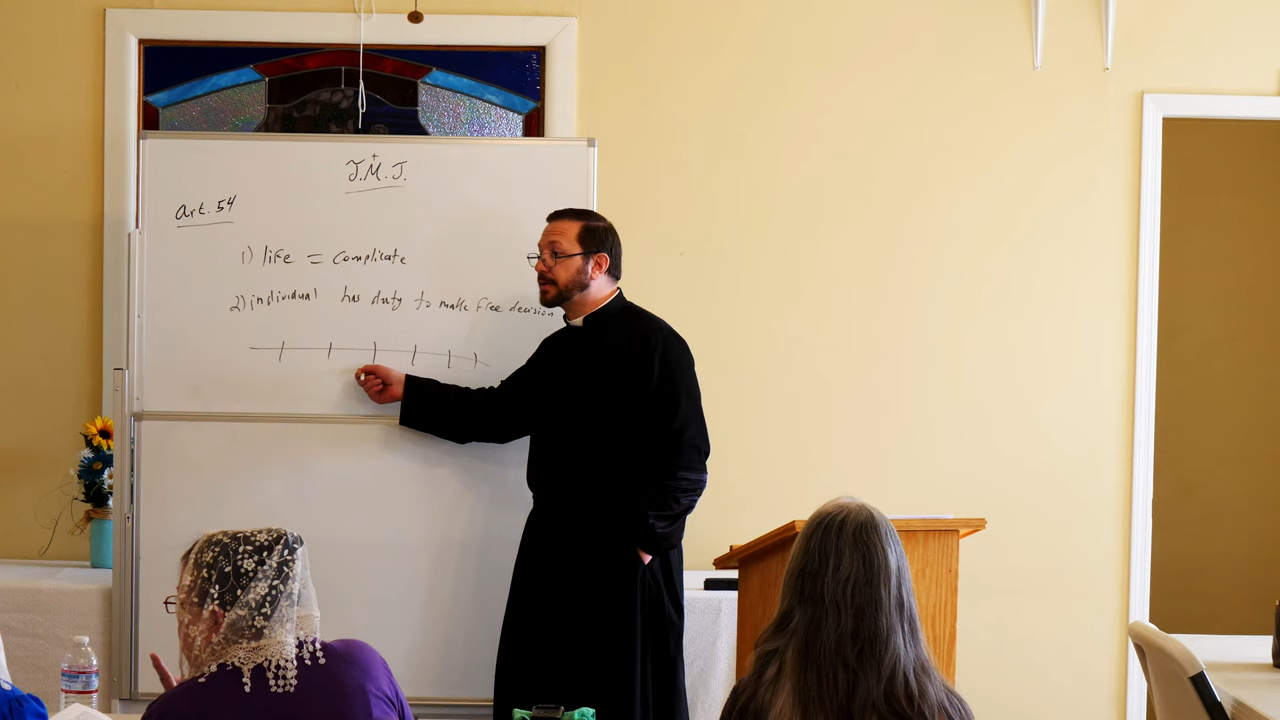 J.M.J.
Art. 54
1) life = complicate
2) individual has duty to make free decision